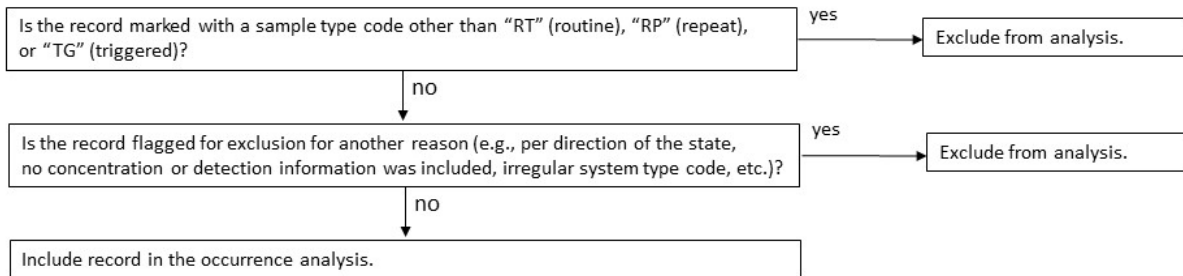 Is the record marked with a sample type code other than “RT” (routine), “RP” (repeat),
or “TG” (triggered)?
yes
Exclude from analysis.
no
Is the record flagged for exclusion for another reason (e.g., per direction of the state,
no concentration or detection information was included, irregular system type code, etc.)?
yes
Exclude from analysis.
no
Include record in the occurrence analysis.